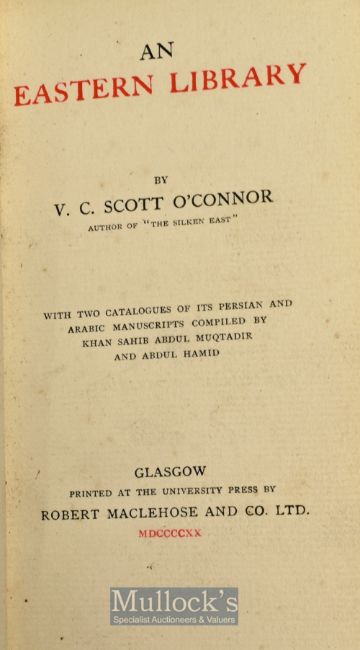 AN
EASTERN LIBRARY
BY
V. C. SCOTT O'CONNOR
AUTHOR OF "THE SILKEN EAST"
WITH TWO CATALOGUES OF ITS PERSIAN AND
ARABIC MANUSCRIPTS COMPILED BY
KHAN SAHIB ABDUL MUQTADIR
AND ABDUL HAMID
GLASGOW
PRINTED AT THE UNIVERSITY PRESS BY
ROBERT MACLEHOSE AND CO. LTD.
MDCCCCXX
Mullock's
Specialist Auctioneers & Valuers